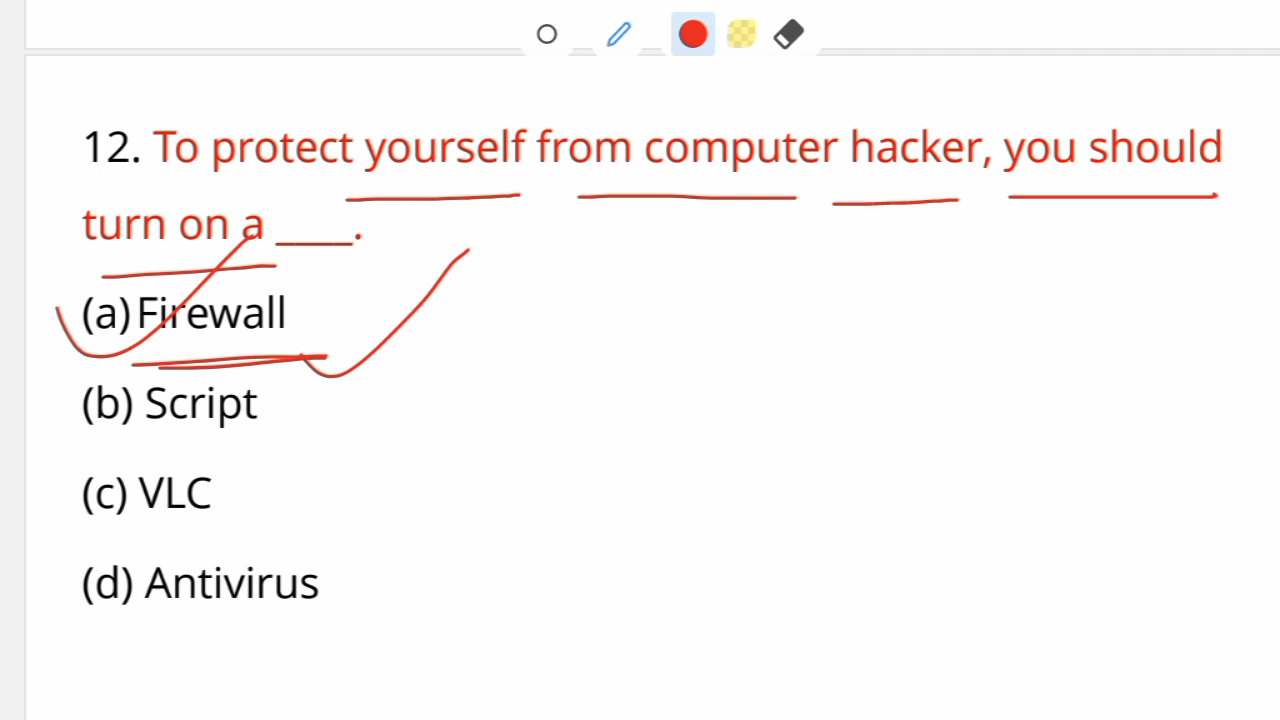 12. To protect yourself from computer hacker, you should
turn on a ____.
(a) Firewall
(b) Script
(c) VLC
(d) Antivirus